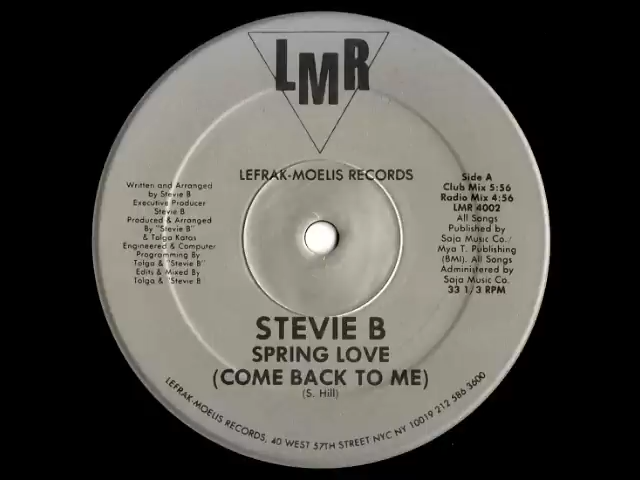 LMR
LEFRAK-MOELIS RECORDS
Written and Arranged
by Stevie B
Executive Producer
Stevie B
Produced & Arranged
By "Stevie B"
& Tolga Katas
Engineered & Computer
Programming By
Tolga & "Stevie B"
Edits & Mixed By
Tolga & "Stevie B
Side A
Club Mix 5:56
Radio Mix 4:56
LMR 4002
All Songs
Published by
Saja Music Co./
Mya T. Publishing
(BMI). All Songs
Administered by
Saja Music Co.
33 1/3 RPM
STEVIE B
SPRING LOVE
(COME BACK TO ME)
(S. Hill)
LEFRAK-MOELIS RECORDS, 40 WEST 57TH STREET NYC NY 10019 212 586 3600